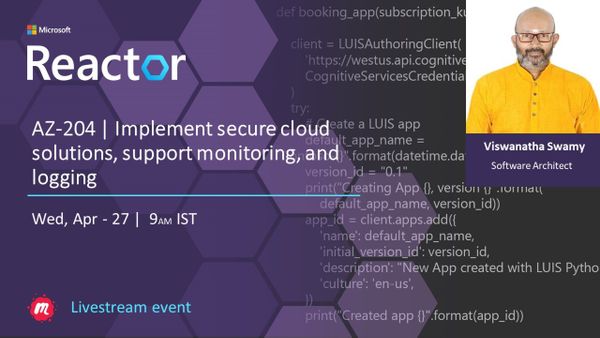 Microsoft
Reactor
AZ-204 | Implement secure cloud
solutions, support monitoring, and
logging
Wed, Apr - 27 | 9AM IST
Livestream event
def booking_app(subscription_ku
client = LUISAuthoringClient(
'https://westus.api.cognitive
CognitiveServicesCredential
try:
# Create a LUIS app
default_app_name =
".format(datetime.dat
version_id = "0.1"
print("Creating App {}, version {}".format(
default_app_name, version_id))
app_id = client.apps.add({
'name': default_app_name,
'initial_version_id': version_id,
'description': "New App created with LUIS Pytho
'culture': 'en-us',
})
print("Created app {}".format(app_id))
Viswanatha Swamy
Software Architect